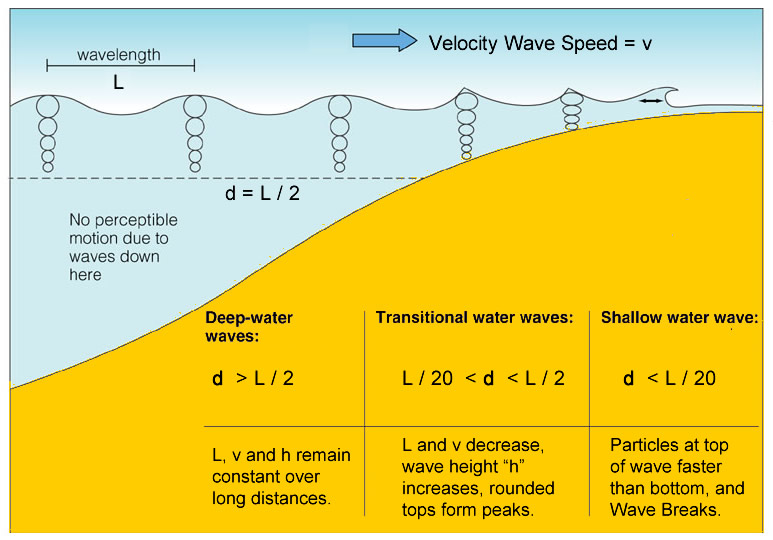 Velocity Wave Speed = v
wavelength
L
d = L / 2
No perceptible
motion due to
waves down
here
Deep-water
waves:
Transitional water waves:
Shallow water wave:
d > L / 2
L / 20 < d < L / 2
d < L / 20
L, v and h remain
constant over
long distances.
L and v decrease,
wave height “h”
increases, rounded
tops form peaks.
Particles at top
of wave faster
than bottom, and
Wave Breaks.